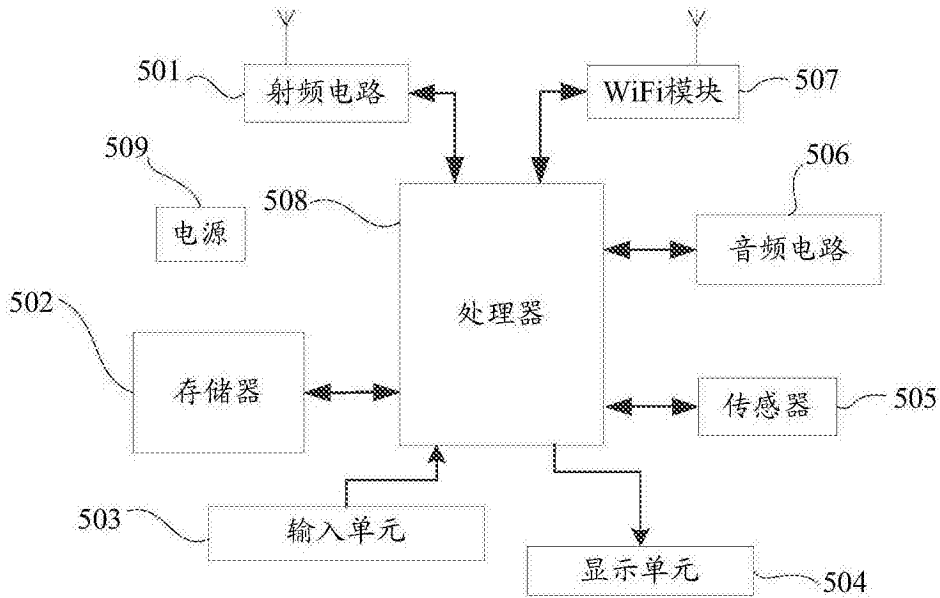 501
射频电路
WiFi模块
507
509
电源
508
506
音频电路
处理器
502
存储器
传感器
505
503
输入单元
显示单元
504